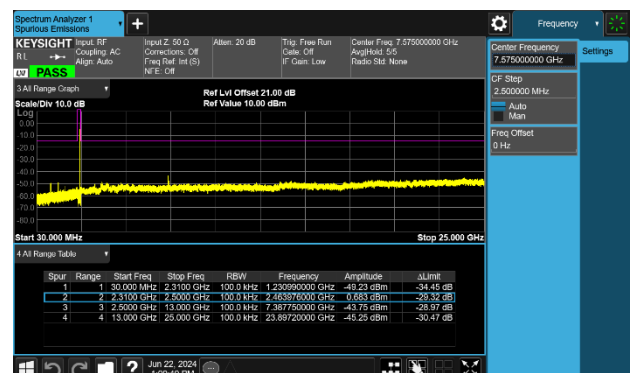 Spectrum Analyzer 1
Spurious Emissions
Frequency
KEYSIGHT
R L
LXI
PASS
Input: RF
Coupling: AC
Align: Auto
Input Z: 50 Ω
Corrections: Off
Freq Ref: Int (S)
NFE: Off
Atten: 20 dB
Trig: Free Run
Gate: Off
IF Gain: Low
Center Freq: 7.575000000 GHz
Avg|Hold: 5/5
Radio Std: None
Center Frequency
7.575000000 GHz
Settings
CF Step
2.500000 MHz
Auto
Man
Freq Offset
0 Hz
3 All Range Graph
Scale/Div 10.0 dB
Ref Lvl Offset 21.00 dB
Ref Value 10.00 dBm
Log
0.00
-10.0
-20.0
-30.0
-40.0
-50.0
-60.0
-70.0
-80.0
Start 30.000 MHz
Stop 25.000 GHz
4 All Range Table
Spur Range Start Freq Stop Freq RBW Frequency Amplitude ΔLimit
1 1 30.000 MHz 2.3100 GHz 100.0 kHz 1.230990000 GHz -49.23 dBm -34.45 dB
2 2 2.3100 GHz 2.5000 GHz 100.0 kHz 2.463976000 GHz 0.683 dBm -29.32 dB
3 3 2.5000 GHz 13.000 GHz 100.0 kHz 7.387750000 GHz -43.75 dBm -28.97 dB
4 4 13.000 GHz 25.000 GHz 100.0 kHz 23.89720000 GHz -45.25 dBm -30.47 dB
?
Jun 22, 2024